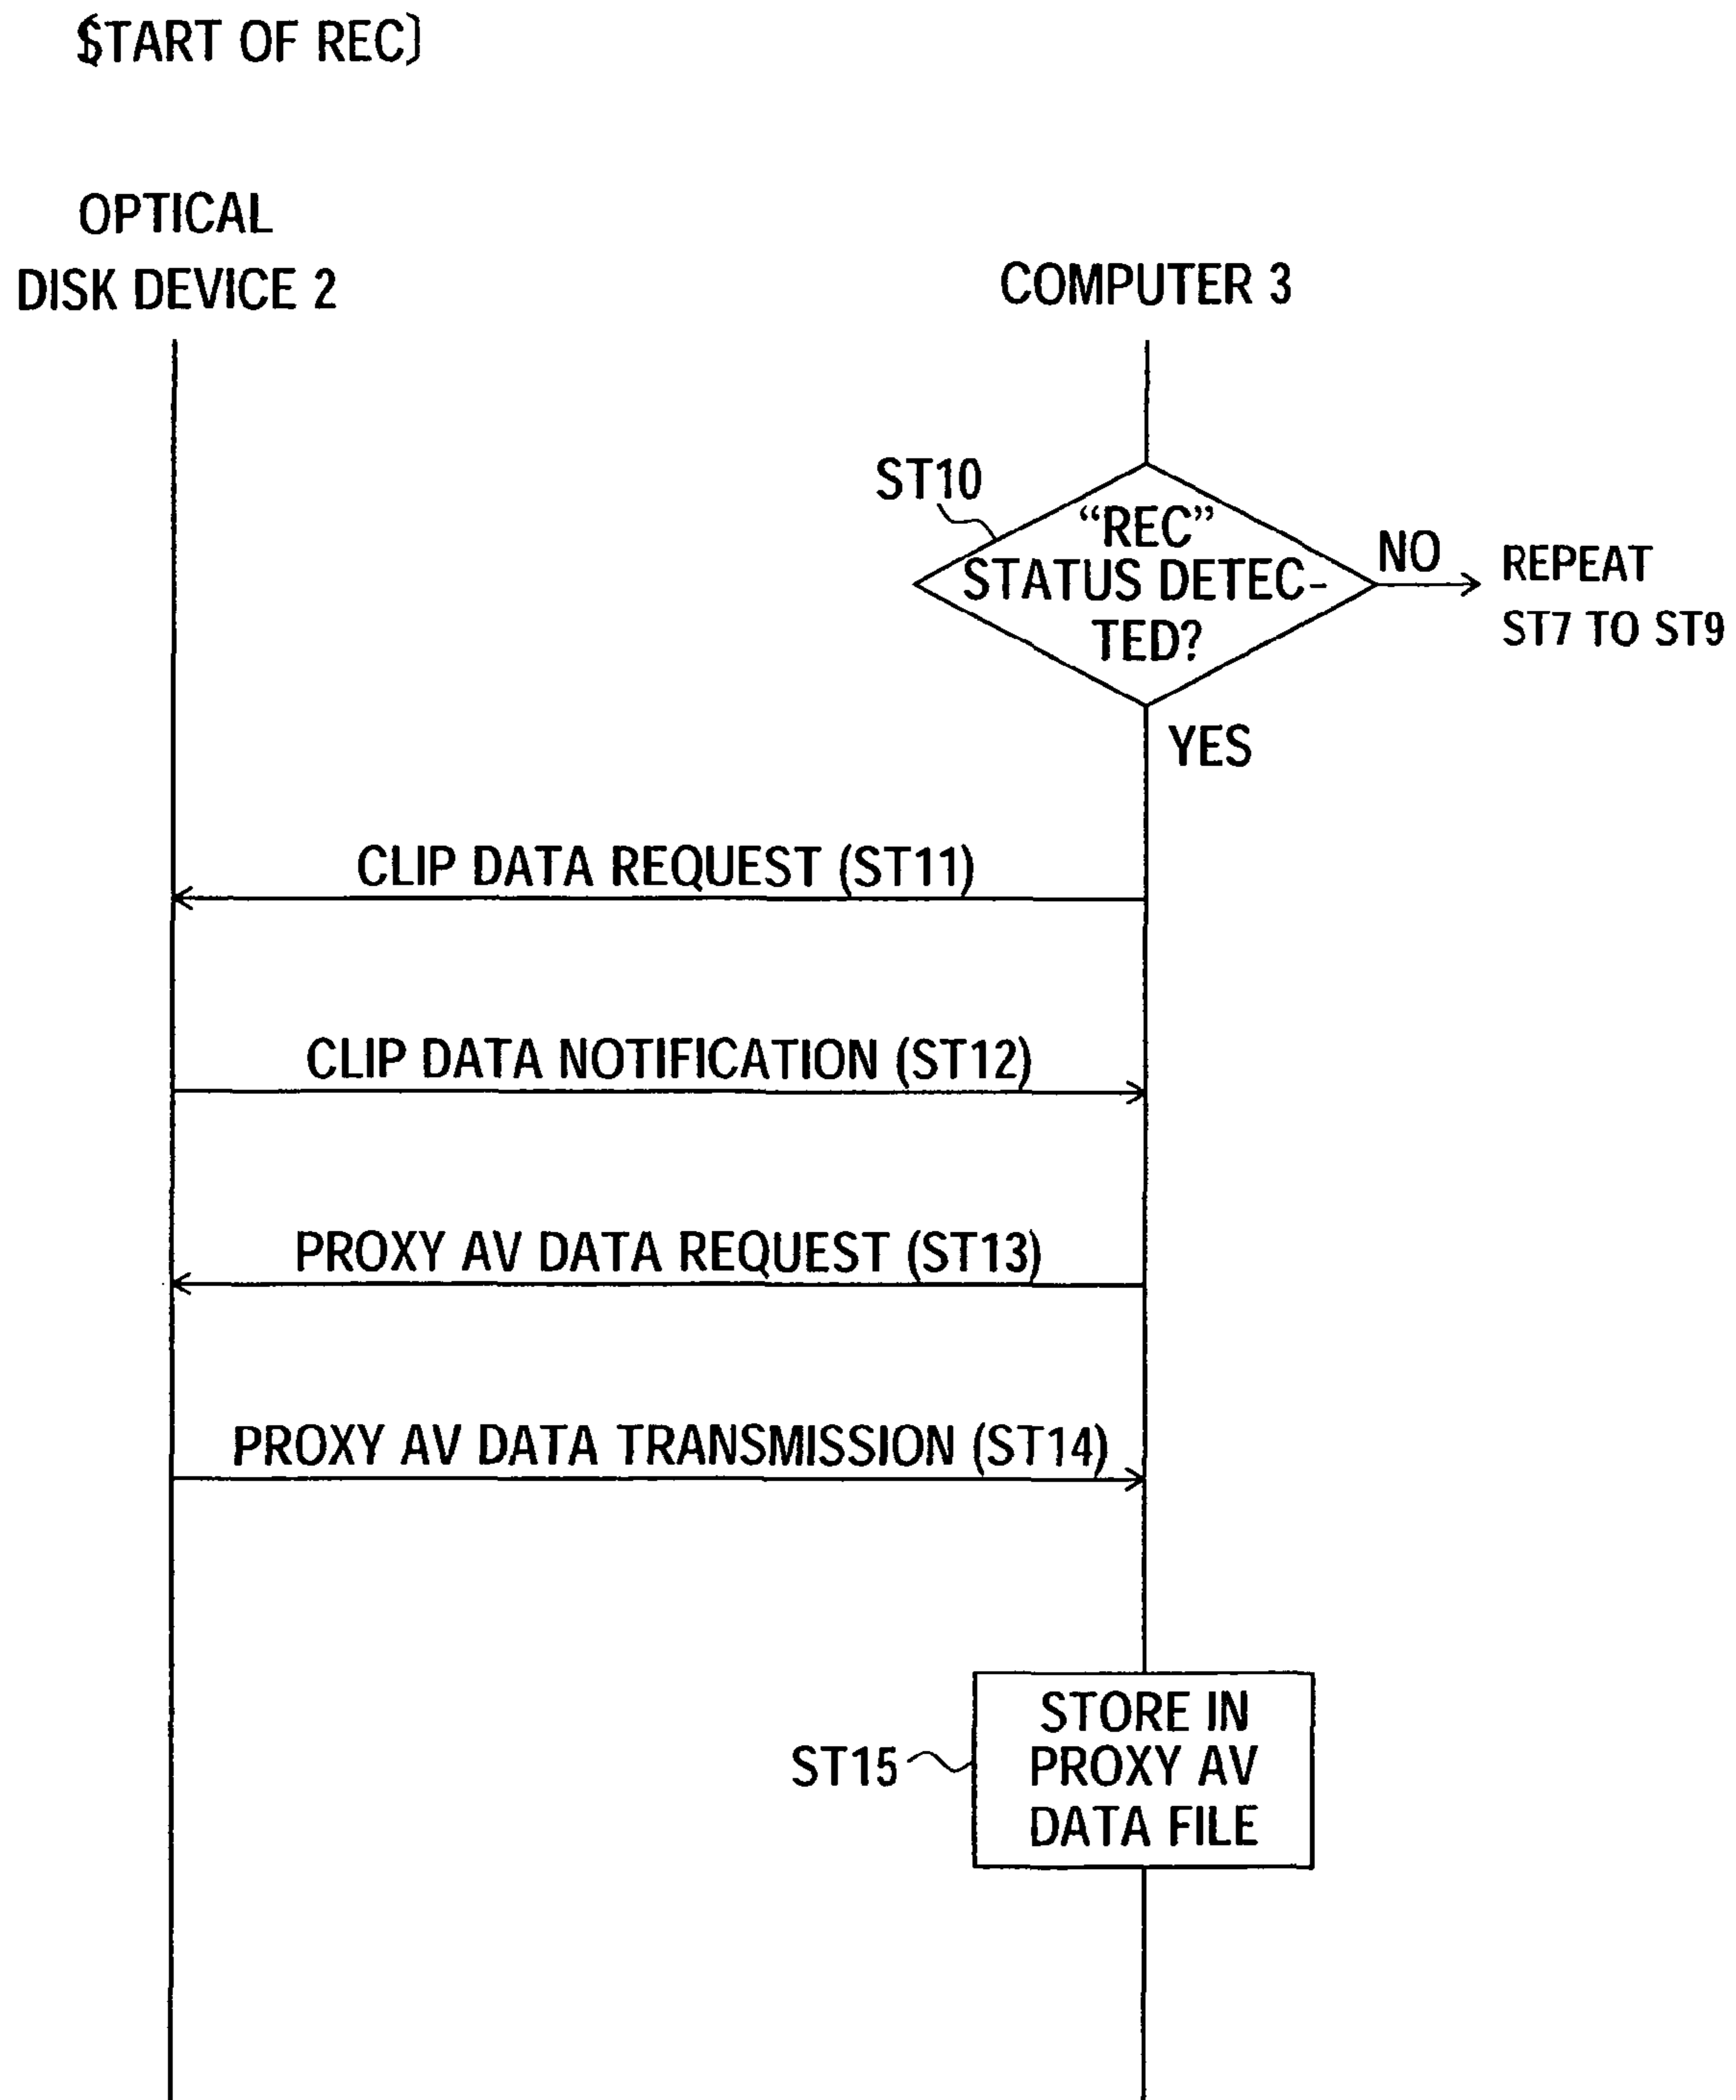 $TART OF REC]
OPTICAL
DISK DEVICE 2
COMPUTER 3
ST10
“REC”
STATUS DETEC-
TED?
NO
REPEAT
ST7 TO ST9
YES
CLIP DATA REQUEST (ST11)
CLIP DATA NOTIFICATION (ST12)
PROXY AV DATA REQUEST (ST13)
PROXY AV DATA TRANSMISSION (ST14)
ST15
STORE IN
PROXY AV
DATA FILE